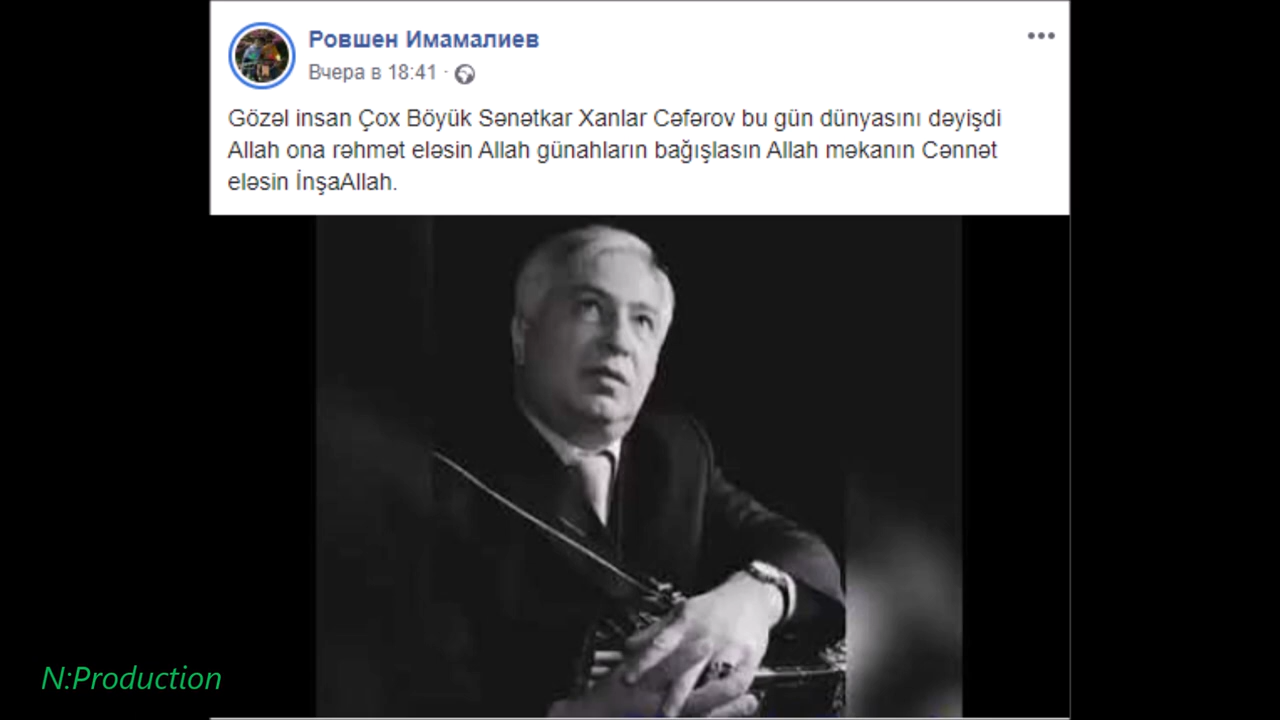 Ровшен Имамалиев
Вчера в 18:41 ·
Gözəl insan Çox Böyük Sənətkar Xanlar Cəfərov bu gün dünyasını dəyişdi
Allah ona rəhmət eləsin Allah günahların bağışlasın Allah məkanın Cənnət
eləsin İnşaAllah.
N:Production